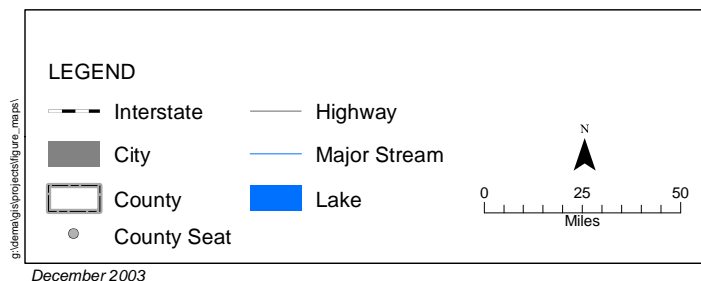 LEGEND
Interstate
Highway
City
Major Stream
County
Lake
County Seat
N
0 25 50
Miles
g:\dema\gis\projects\figure_maps\
December 2003